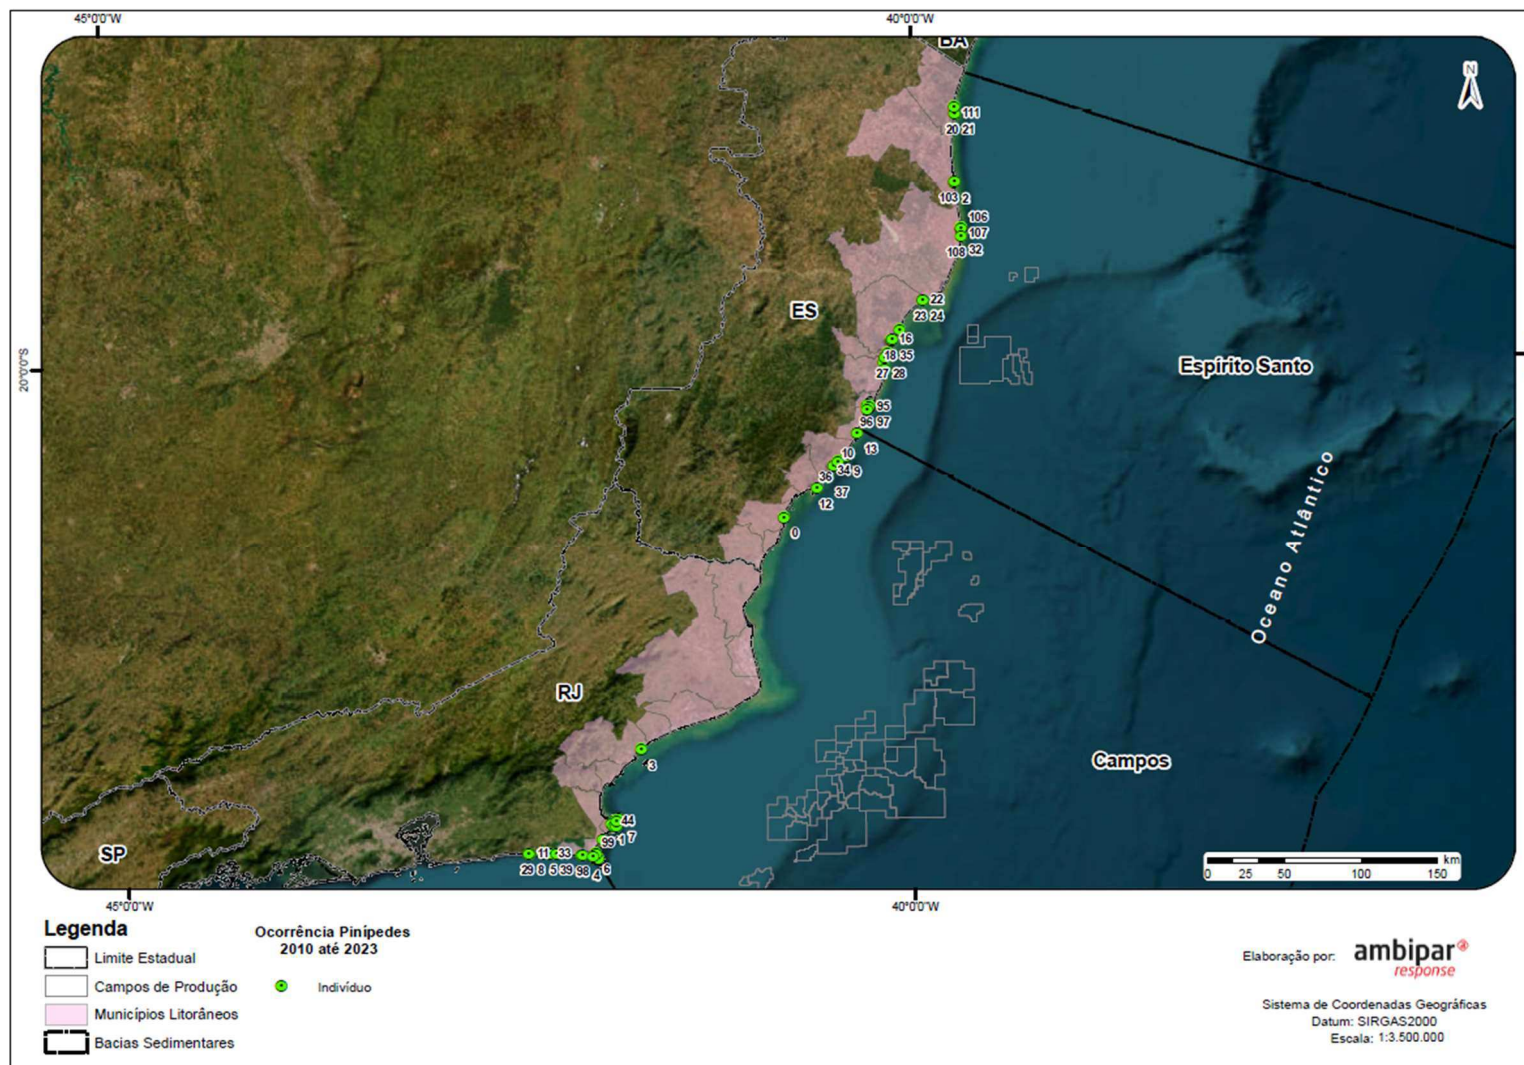 45°0'0"W
40°0'0"W
BA
N
111
20 21
103 2
106
107
108 32
ES
22
23 24
16
18 35
27 28
20°0'0"S
Espírito Santo
95
96 97
13
10
34 9
36
37
12
0
Oceano Atlântico
RJ
3
Campos
44
99 1 7
SP
11 33
29 8 5 39 98 4 6
km
0 25 50 100 150
45°0'0"W
40°0'0"W
Legenda
Limite Estadual
Campos de Produção
Municípios Litorâneos
Bacias Sedimentares
Ocorrência Pinípedes
2010 até 2023
Indivíduo
Elaboração por:
ambipar
response
Sistema de Coordenadas Geográficas
Datum: SIRGAS2000
Escala: 1:3.500.000